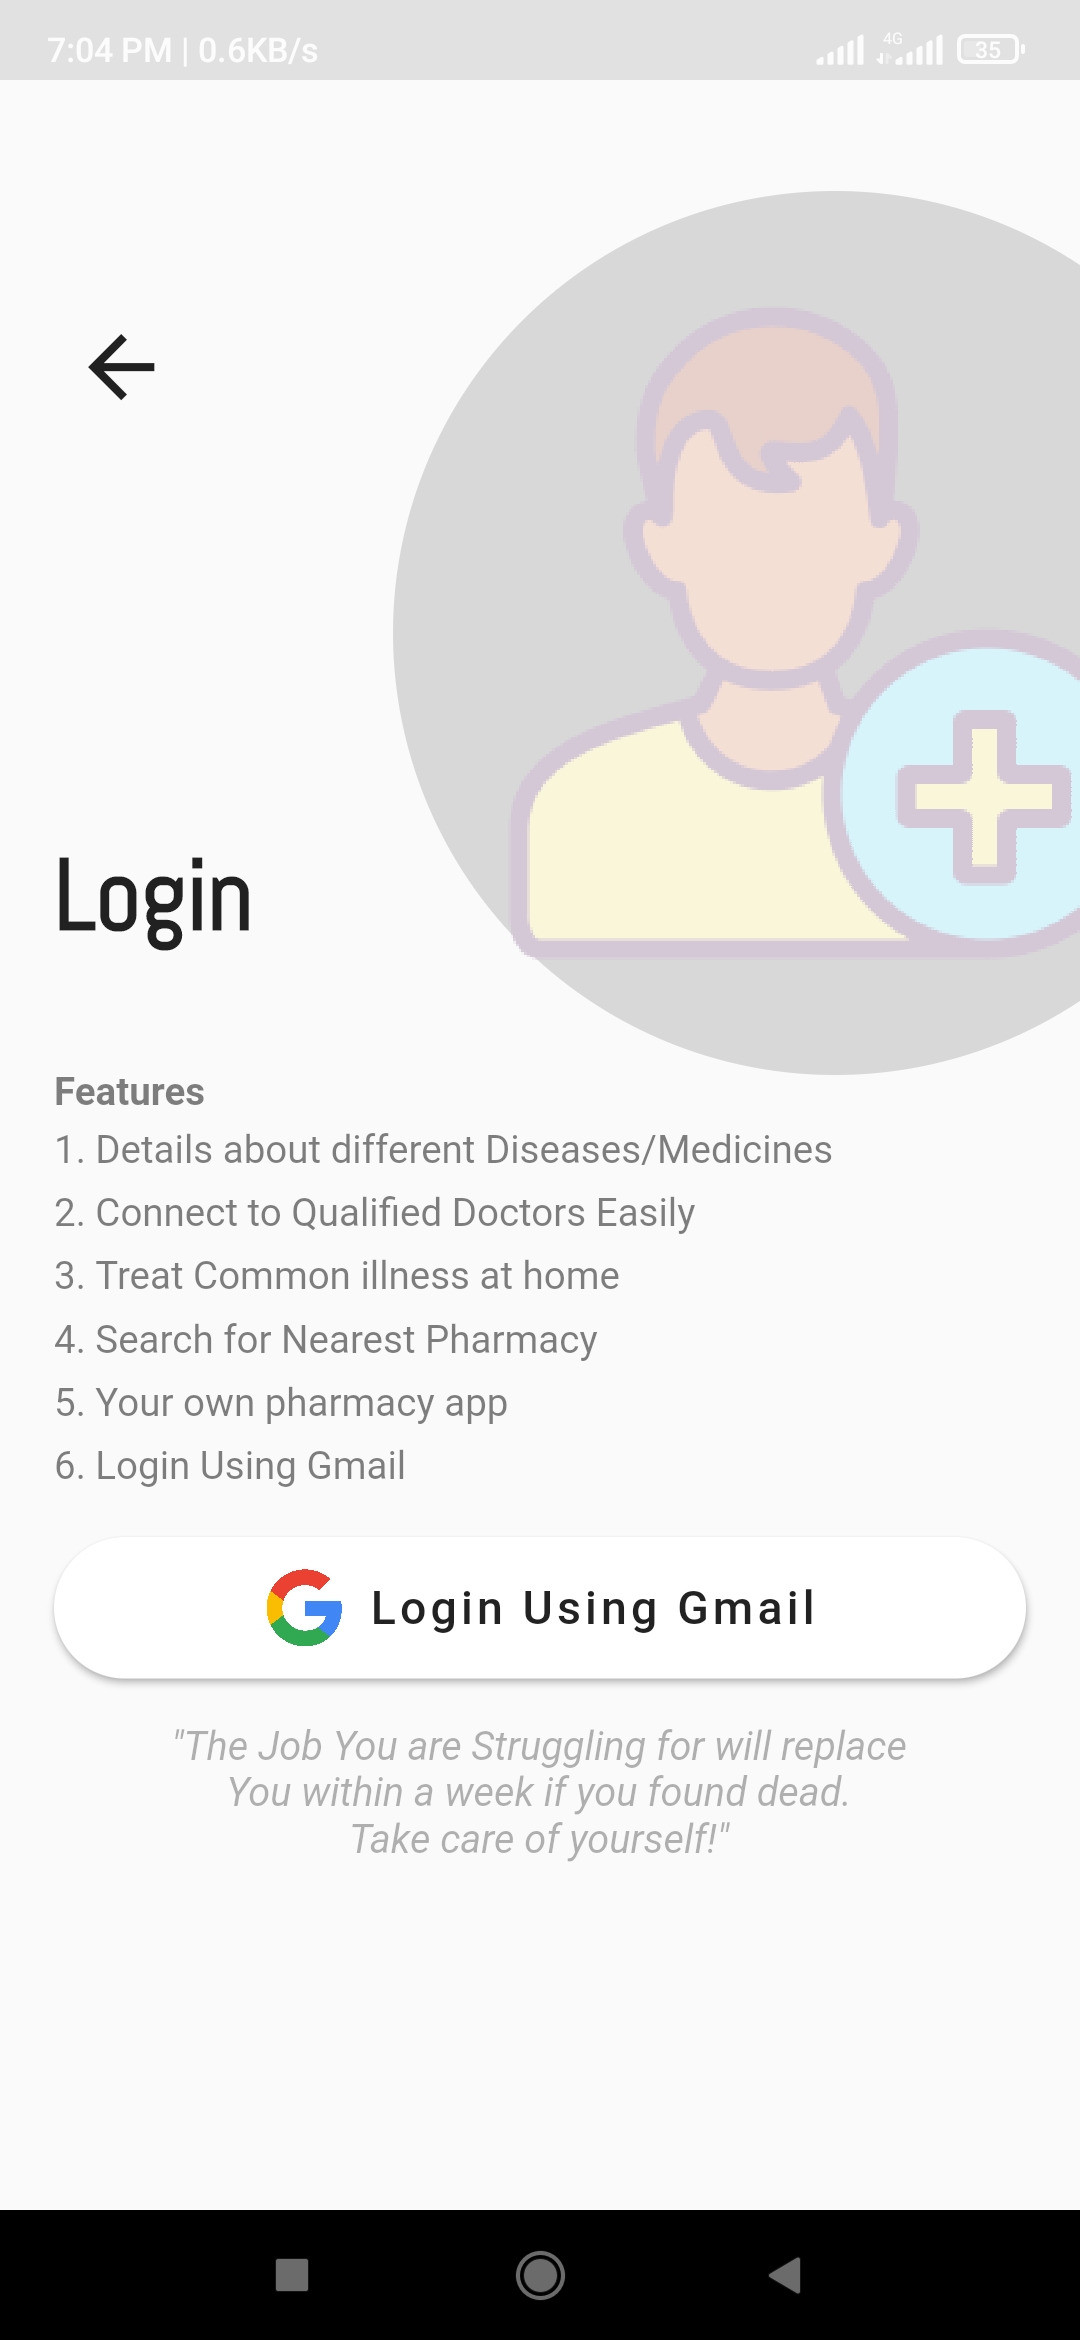 7:04 PM | 0.6KB/s
4G
35
Login
Features
1. Details about different Diseases/Medicines
2. Connect to Qualified Doctors Easily
3. Treat Common illness at home
4. Search for Nearest Pharmacy
5. Your own pharmacy app
6. Login Using Gmail
Login Using Gmail
"The Job You are Struggling for will replace
You within a week if you found dead.
Take care of yourself!"